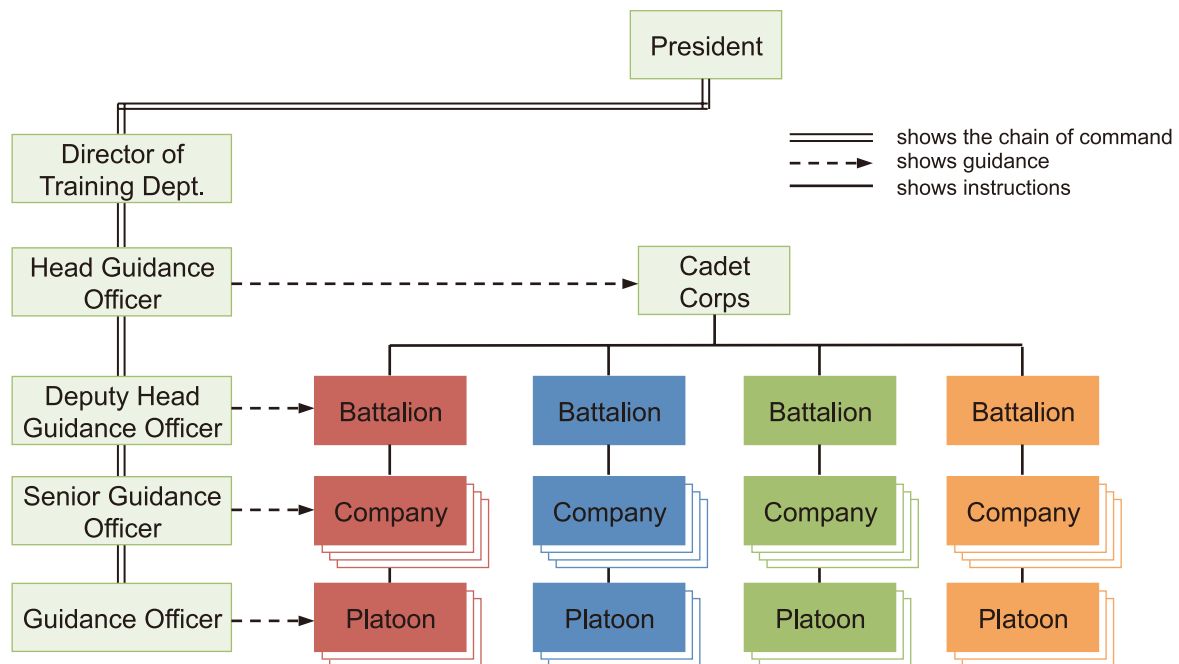 President
shows the chain of command
shows guidance
shows instructions
Director of
Training Dept.
Head Guidance
Officer
Cadet
Corps
Deputy Head
Guidance Officer
Battalion
Battalion
Battalion
Battalion
Senior Guidance
Officer
Company
Company
Company
Company
Guidance Officer
Platoon
Platoon
Platoon
Platoon